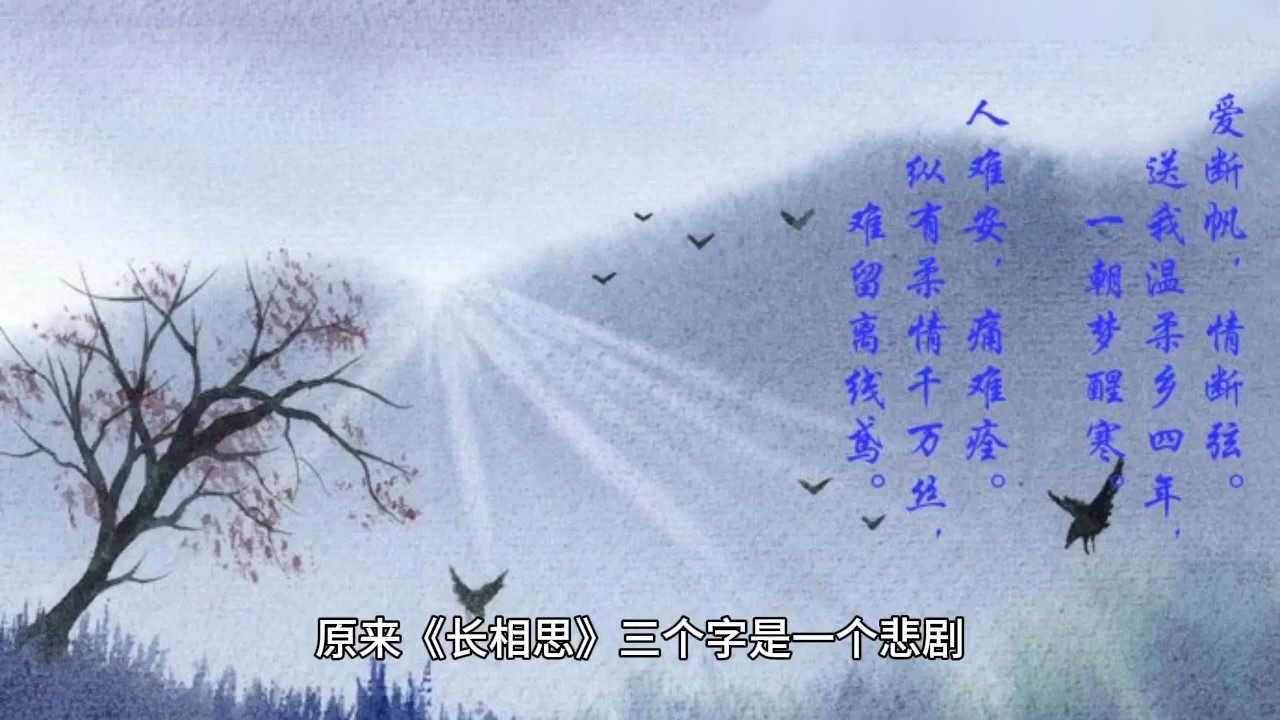 爱断帆，情断弦。
送我温柔乡四年，
一朝梦醒寒。
人难安，痛难痊。
纵有柔情千万丝，
难留离线鸢。
原来《长相思》三个字是一个悲剧